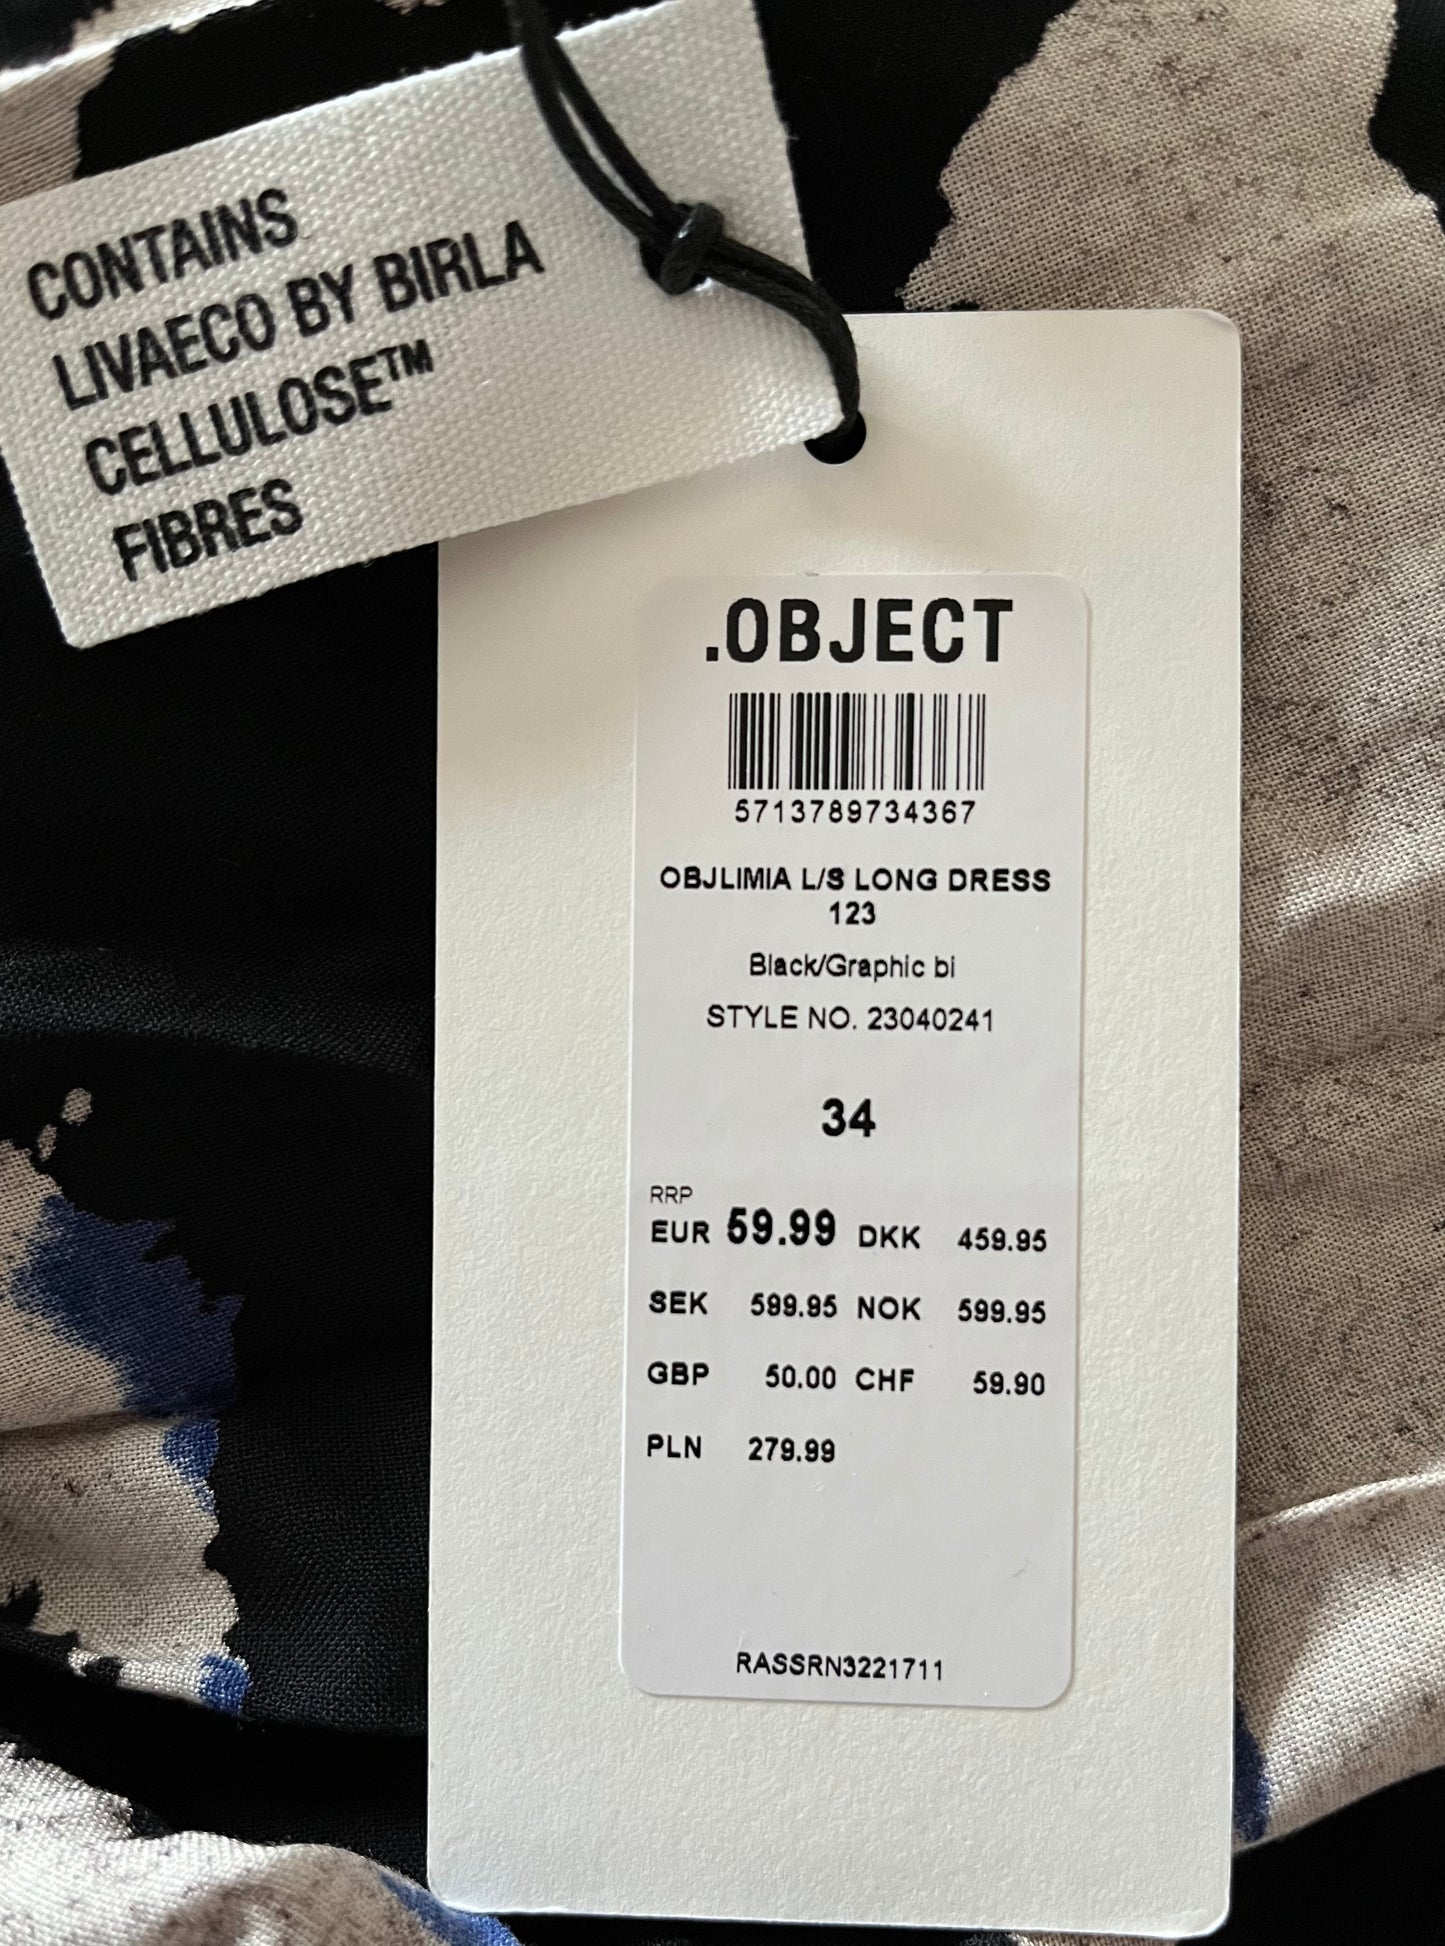 CONTAINS
LIVAECO BY BIRLA
CELLULOSE™
FIBRES
.OBJECT
5713789734367
OBJLIMIA L/S LONG DRESS
123
Black/Graphic bi
STYLE NO. 23040241
34
RRP
EUR 59.99 DKK 459.95
SEK 599.95 NOK 599.95
GBP 50.00 CHF 59.90
PLN 279.99
RASSRN3221711